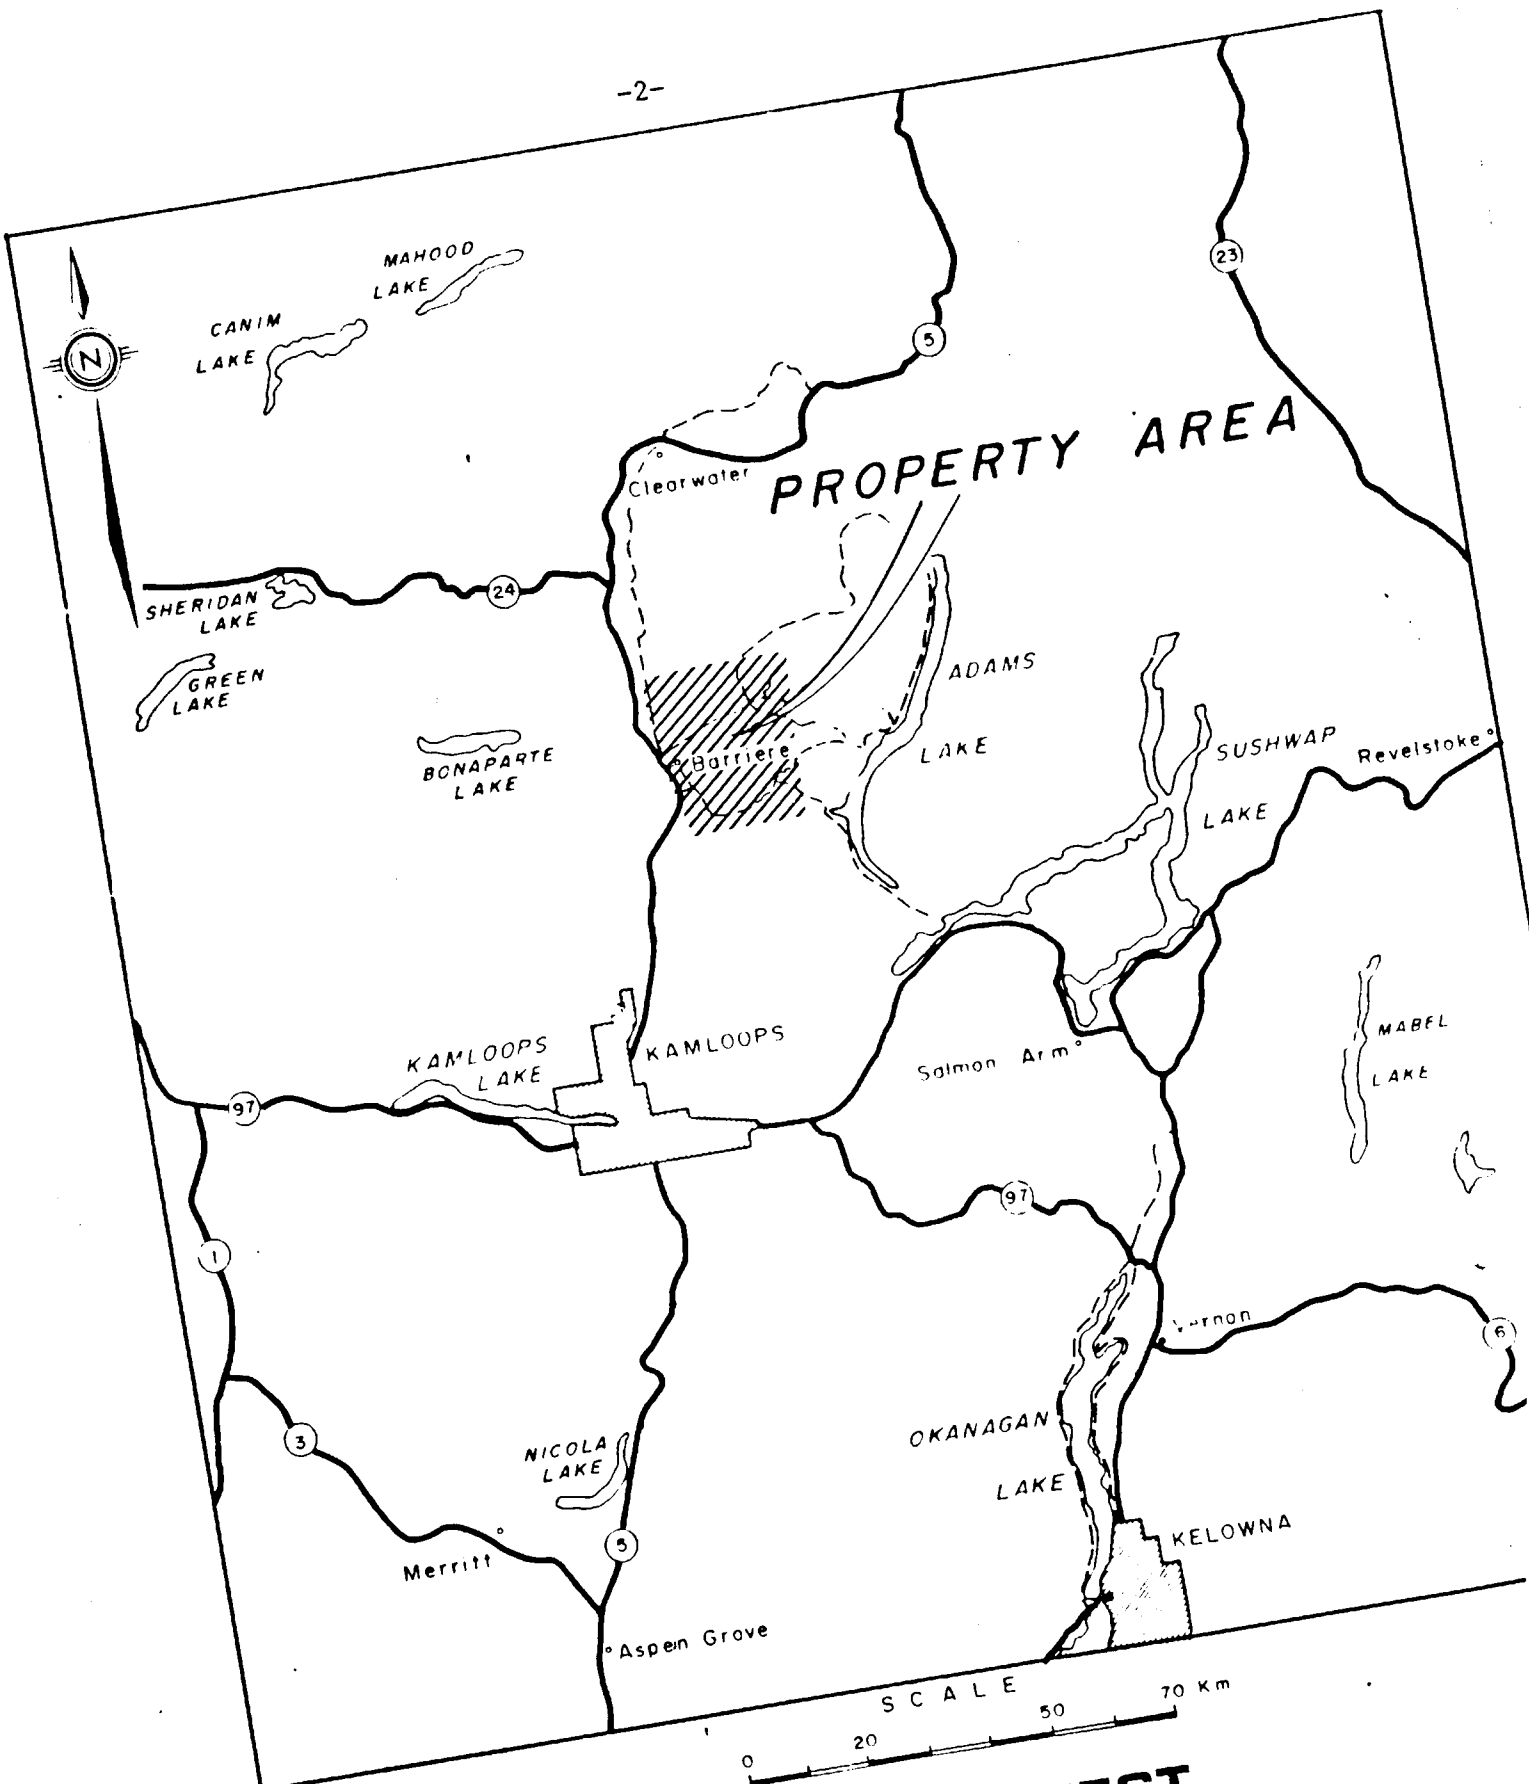 -2-
MAHOOD
LAKE
CANIM
LAKE
N
23
5
PROPERTY AREA
Clearwater
24
SHERIDAN
LAKE
GREEN
LAKE
ADAMS
LAKE
BONAPARTE
LAKE
Barriere
SUSHWAP
LAKE
Revelstoke
KAMLOOPS
LAKE
KAMLOOPS
Salmon Arm
MABEL
LAKE
97
97
1
Vernon
6
3
OKANAGAN
LAKE
NICOLA
LAKE
5
KELOWNA
Merritt
Aspen Grove
SCALE
0 20 50 70 Km